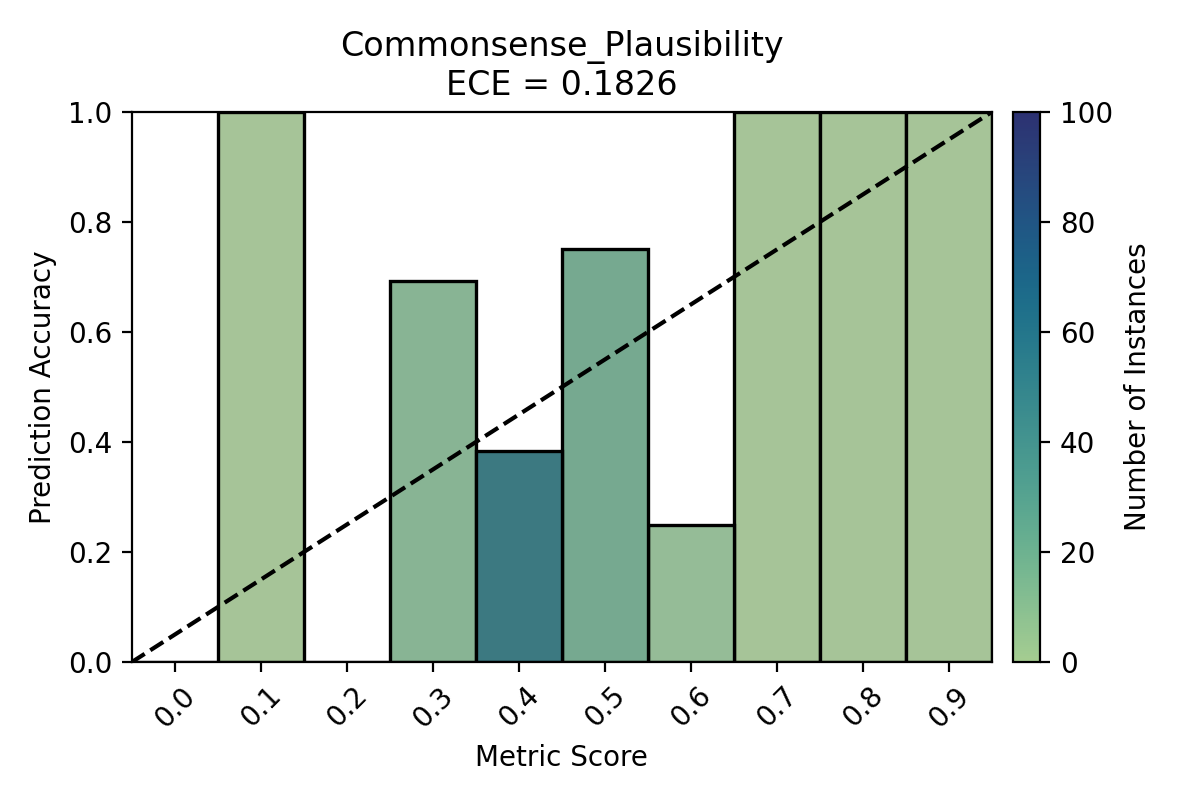 Commonsense_Plausibility
ECE = 0.1826
1.0
0.8
0.6
0.4
0.2
0.0
Prediction Accuracy
0.0 0.1 0.2 0.3 0.4 0.5 0.6 0.7 0.8 0.9
Metric Score
100
80
60
40
20
0
Number of Instances